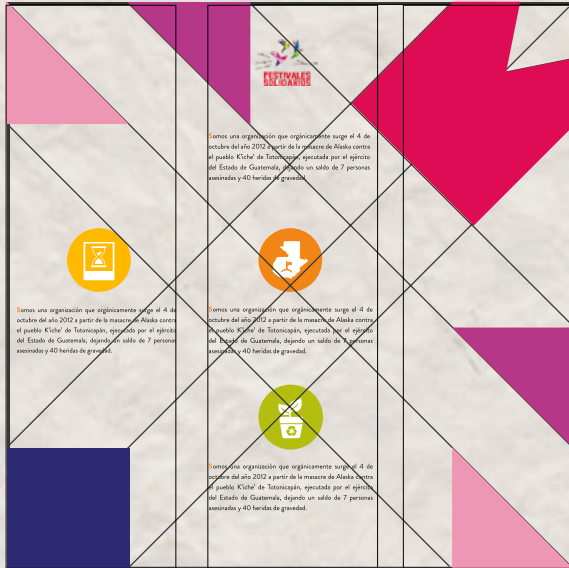 FESTIVALES
SOLIDARIOS
Somos una organización que orgánicamente surge el 4 de
octubre del año 2012 a partir de la masacre de Alaska contra
el pueblo K'iche' de Totonicapán, ejecutada por el ejército
del Estado de Guatemala, dejando un saldo de 7 personas
asesinadas y 40 heridas de gravedad.
Somos una organización que orgánicamente surge el 4 de
octubre del año 2012 a partir de la masacre de Alaska contra
el pueblo K'iche' de Totonicapán, ejecutada por el ejército
del Estado de Guatemala, dejando un saldo de 7 personas
asesinadas y 40 heridas de gravedad.
Somos una organización que orgánicamente surge el 4 de
octubre del año 2012 a partir de la masacre de Alaska contra
el pueblo K'iche' de Totonicapán, ejecutada por el ejército
del Estado de Guatemala, dejando un saldo de 7 personas
asesinadas y 40 heridas de gravedad.
Somos una organización que orgánicamente surge el 4 de
octubre del año 2012 a partir de la masacre de Alaska contra
el pueblo K'iche' de Totonicapán, ejecutada por el ejército
del Estado de Guatemala, dejando un saldo de 7 personas
asesinadas y 40 heridas de gravedad.